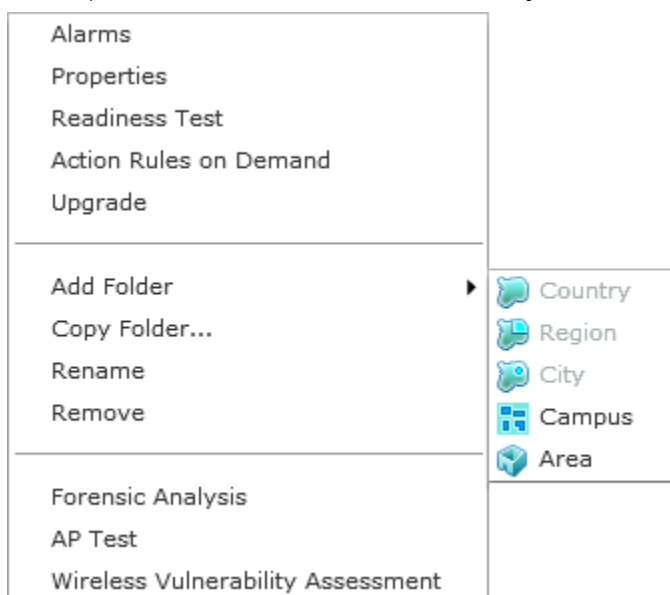 Alarms
Properties
Readiness Test
Action Rules on Demand
Upgrade
Add Folder
Copy Folder...
Rename
Remove
Forensic Analysis
AP Test
Wireless Vulnerability Assessment
Country
Region
City
Campus
Area